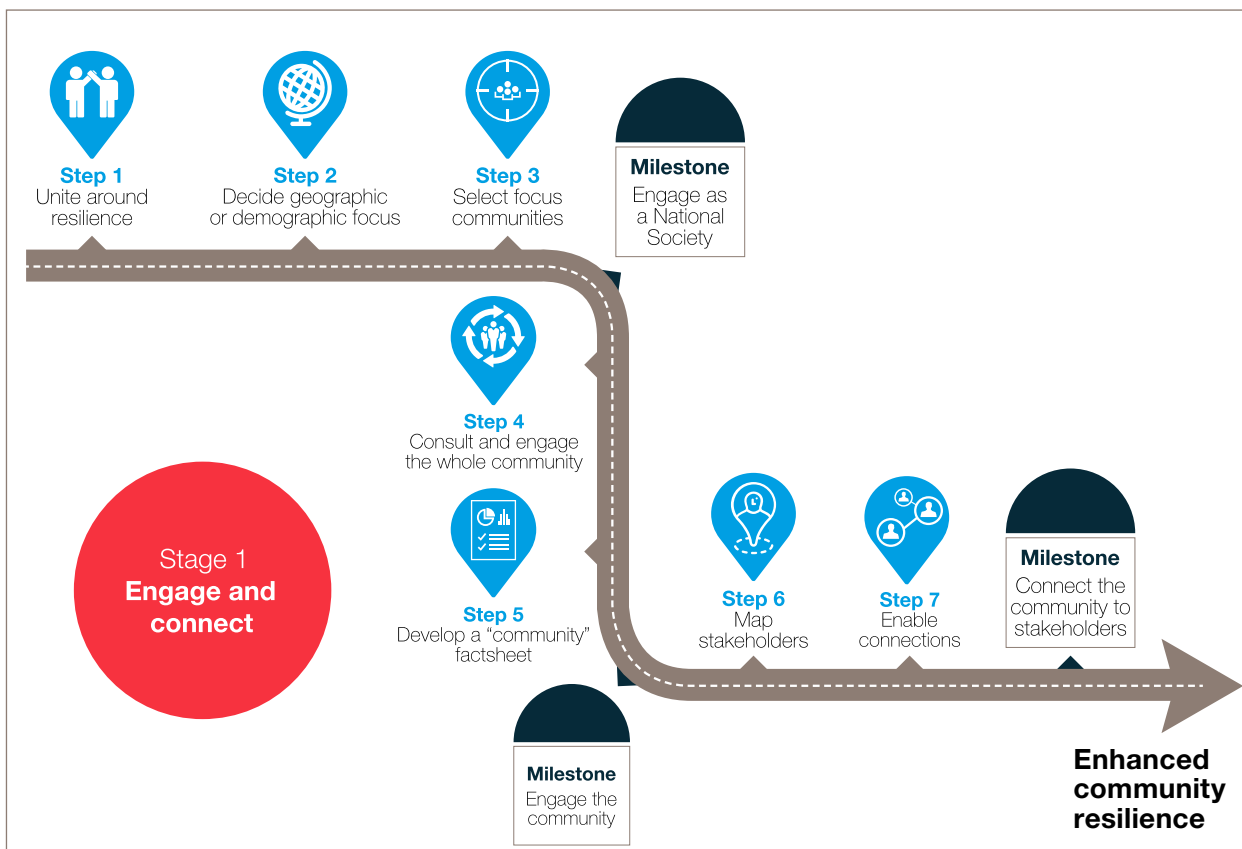 Step 1
Unite around
resilience
Step 2
Decide geographic
or demographic focus
Step 3
Select focus
communities
Milestone
Engage as
a National
Society
Step 4
Consult and engage
the whole community
Stage 1
Engage and
connect
Step 5
Develop a “community”
factsheet
Milestone
Engage the
community
Step 6
Map
stakeholders
Step 7
Enable
connections
Milestone
Connect the
community to
stakeholders
Enhanced
community
resilience